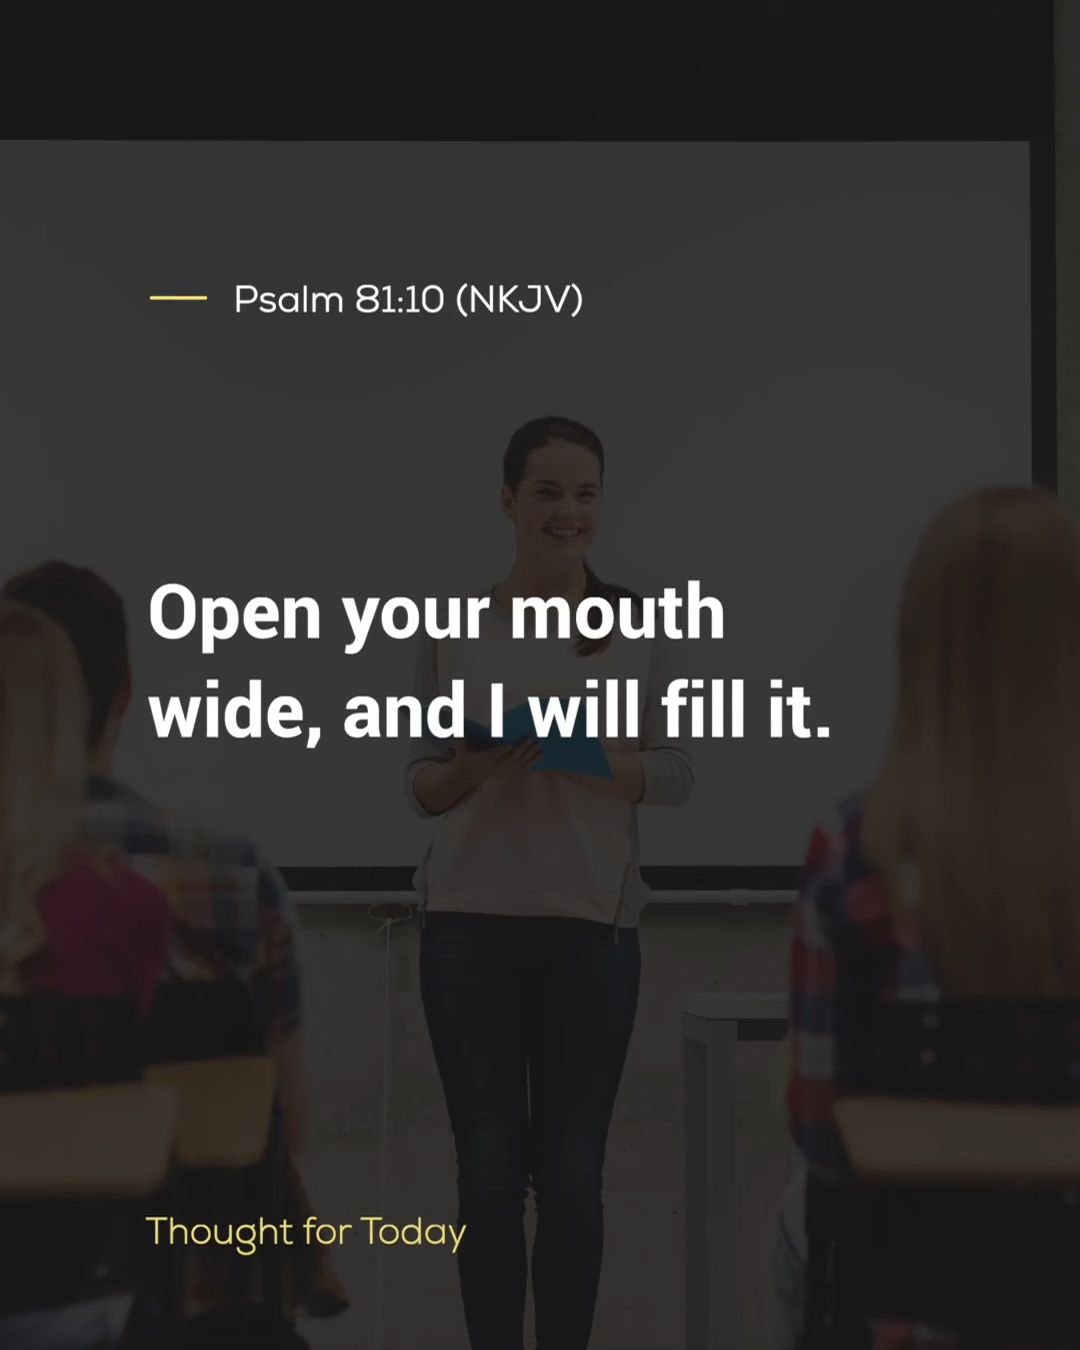 Psalm 81:10 (NKJV)
Open your mouth
wide, and I will fill it.
Thought for Today